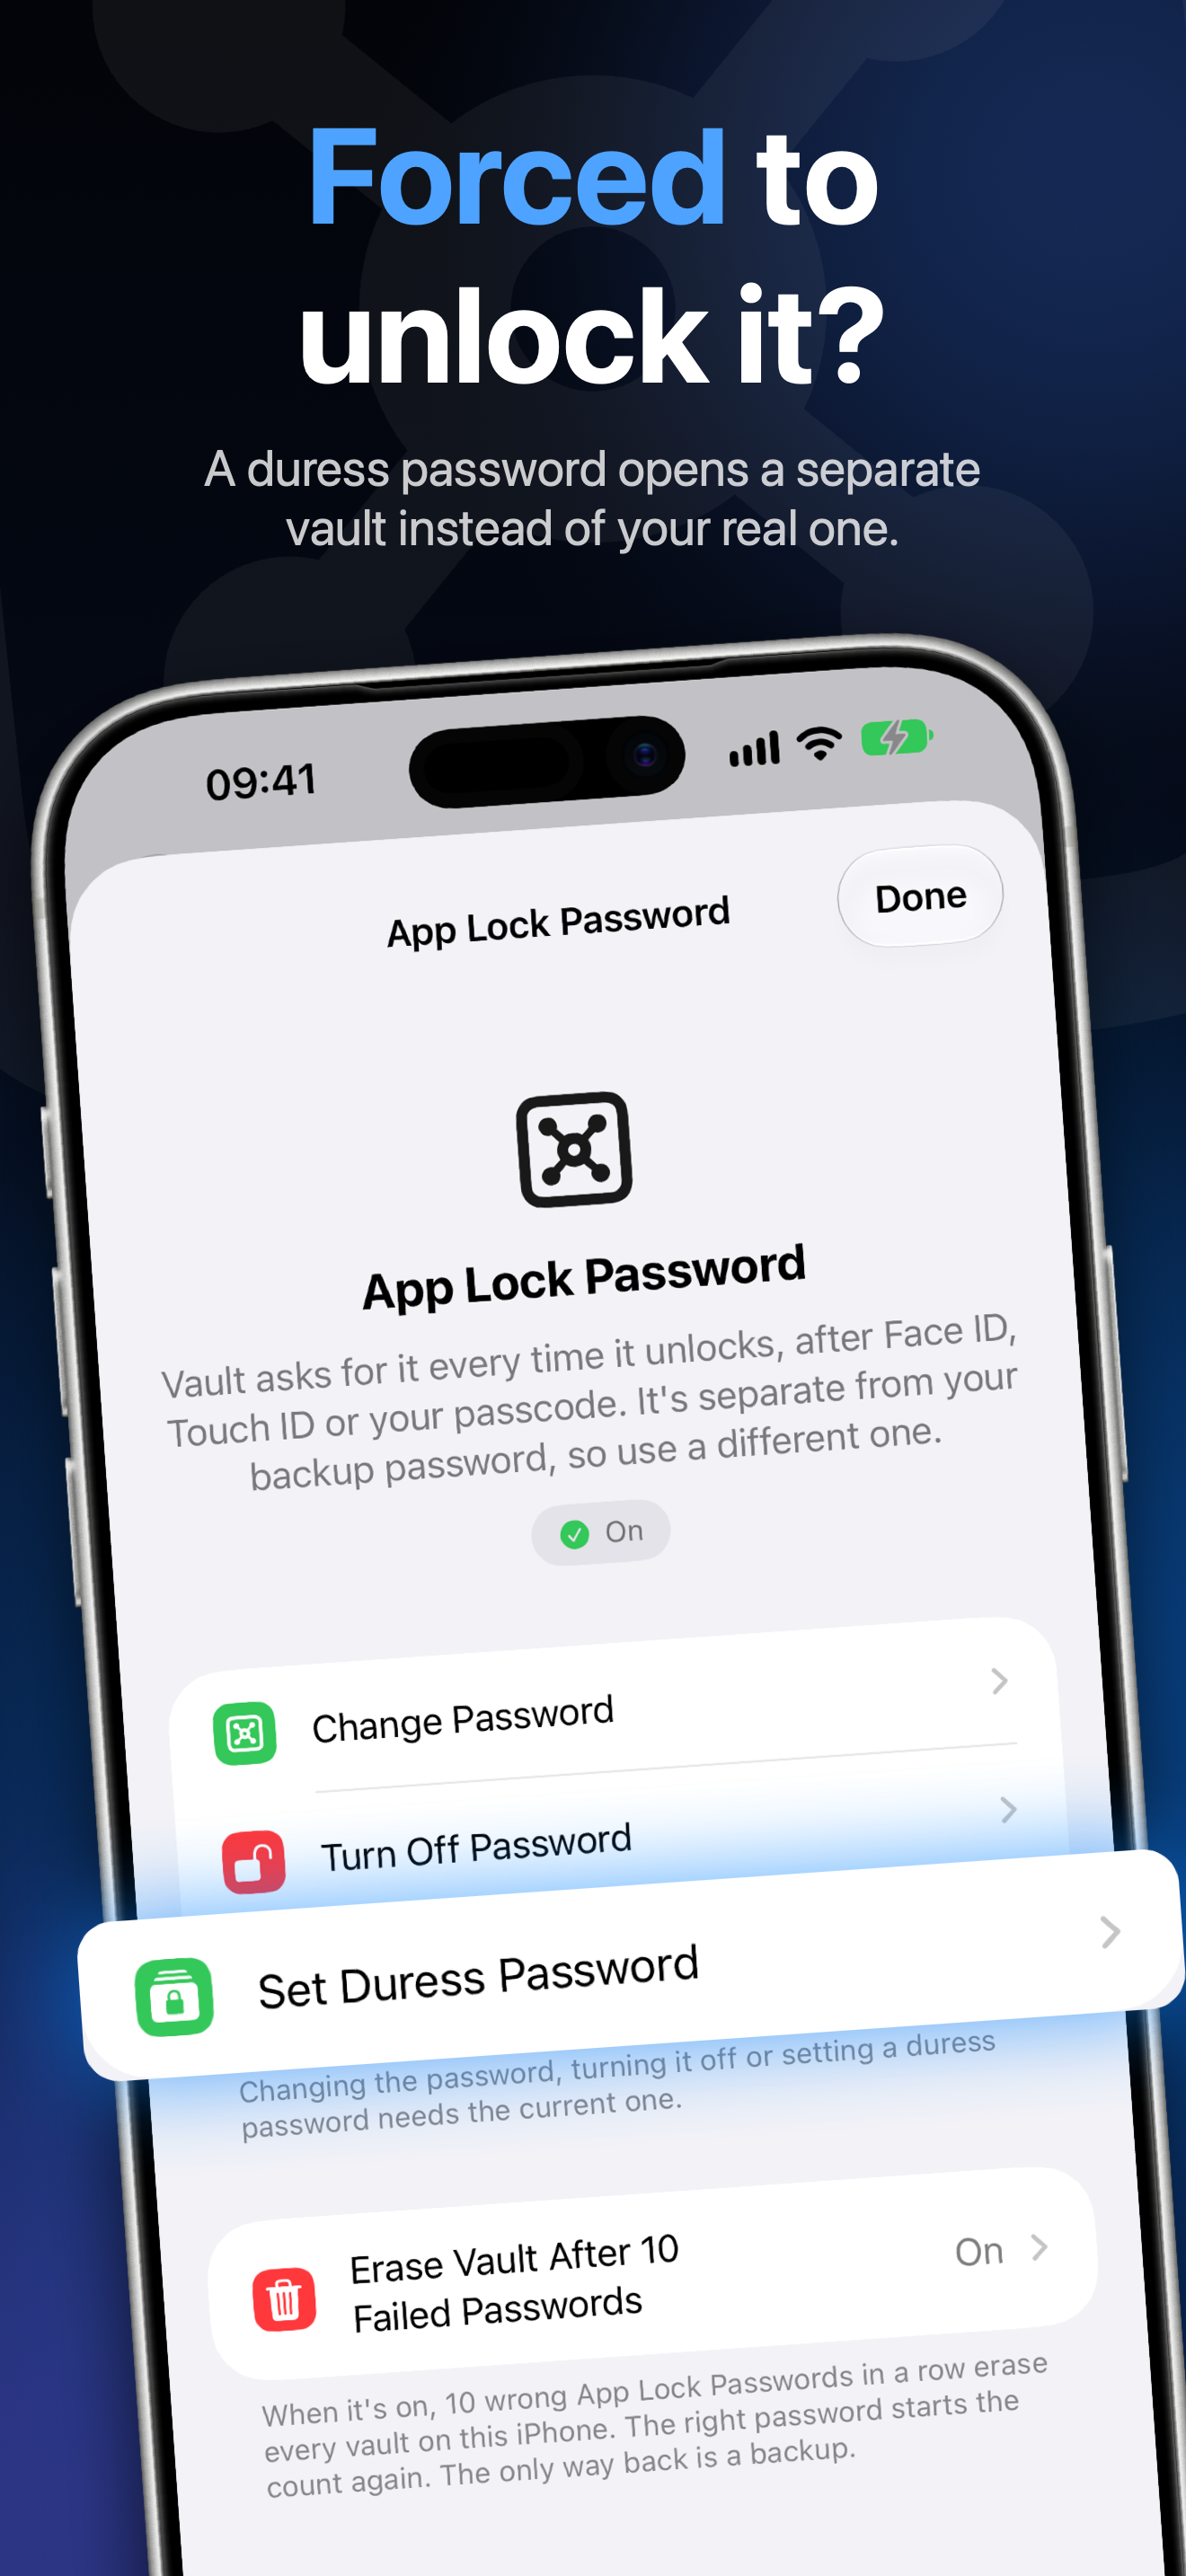 Forced to
unlock it?
A duress password opens a separate
vault instead of your real one.
09:41
App Lock Password
Done
App Lock Password
Vault asks for it every time it unlocks, after Face ID,
Touch ID or your passcode. It's separate from your
backup password, so use a different one.
On
Change Password
Turn Off Password
Set Duress Password
Changing the password, turning it off or setting a duress
password needs the current one.
Erase Vault After 10
Failed Passwords
On
When it's on, 10 wrong App Lock Passwords in a row erase
every vault on this iPhone. The right password starts the
count again. The only way back is a backup.